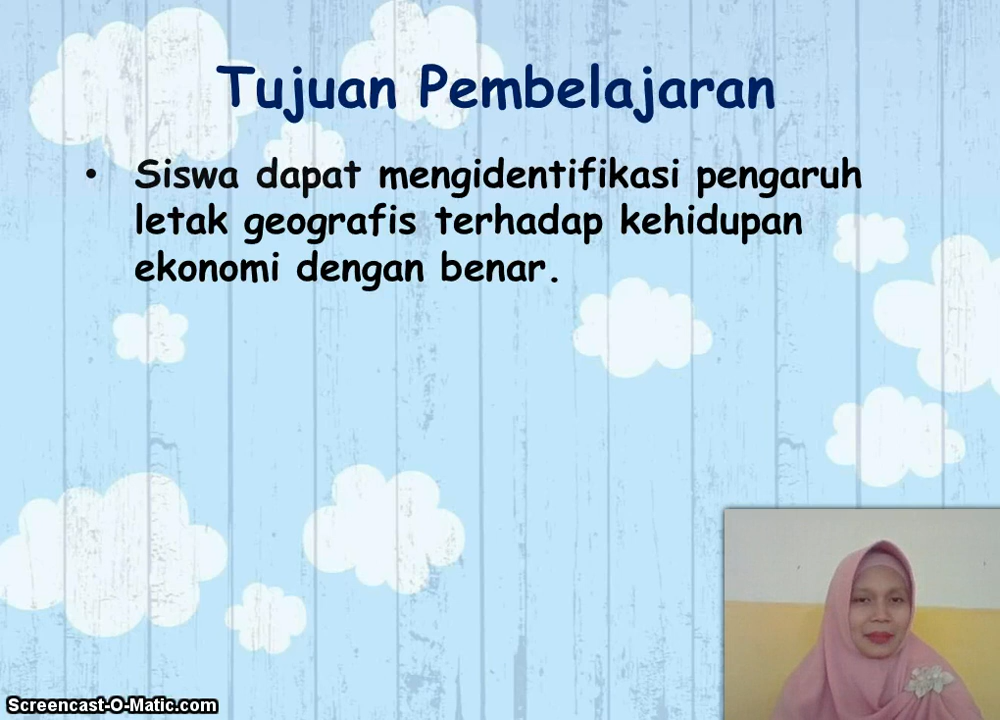 Tujuan Pembelajaran
• Siswa dapat mengidentifikasi pengaruh
letak geografis terhadap kehidupan
ekonomi dengan benar.
Screencast-O-Matic.com